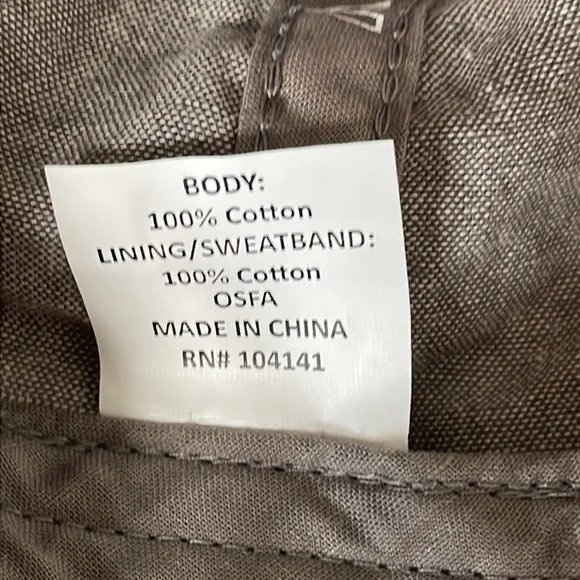 BODY:
100% Cotton
LINING/SWEATBAND:
100% Cotton
OSFA
MADE IN CHINA
RN# 104141